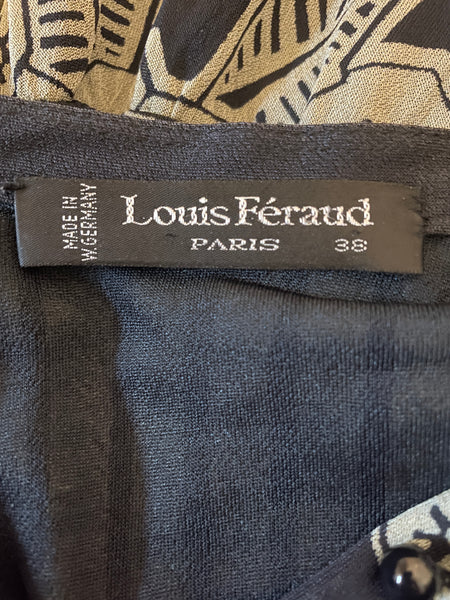 MADE IN
W.GERMANY
Louis Féraud
PARIS 38